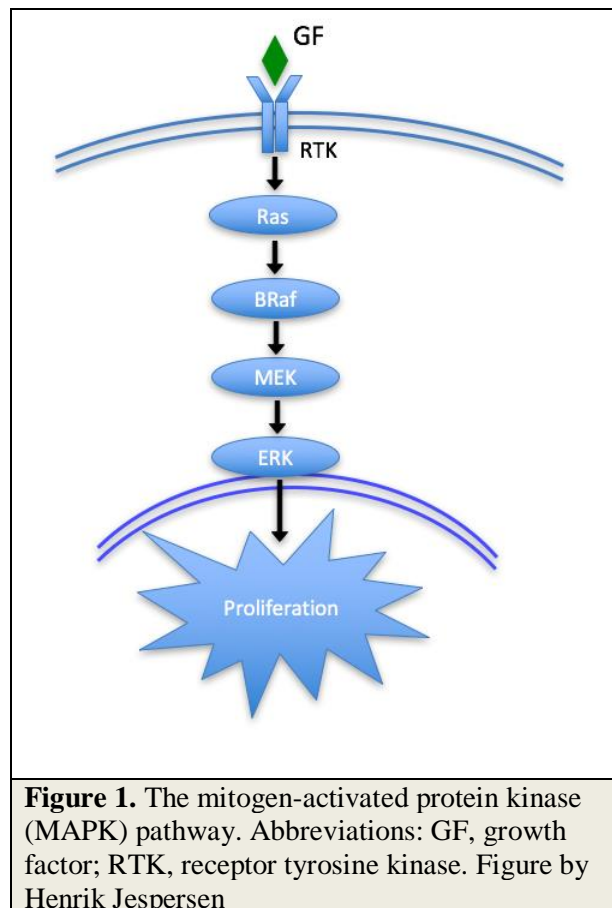 GF
RTK
Ras
BRaf
MEK
ERK
Proliferation
Figure 1. The mitogen-activated protein kinase
(MAPK) pathway. Abbreviations: GF, growth
factor; RTK, receptor tyrosine kinase. Figure by
Henrik Jespersen